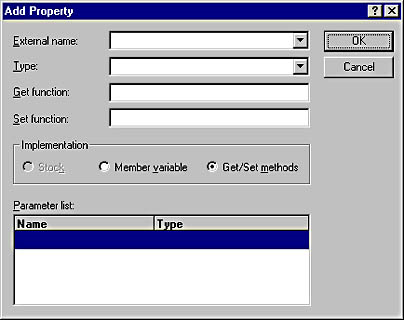 Add Property
External name:
OK
Type:
Cancel
Get function:
Set function:
Implementation
Stock
Member variable
Get/Set methods
Parameter list:
Name Type